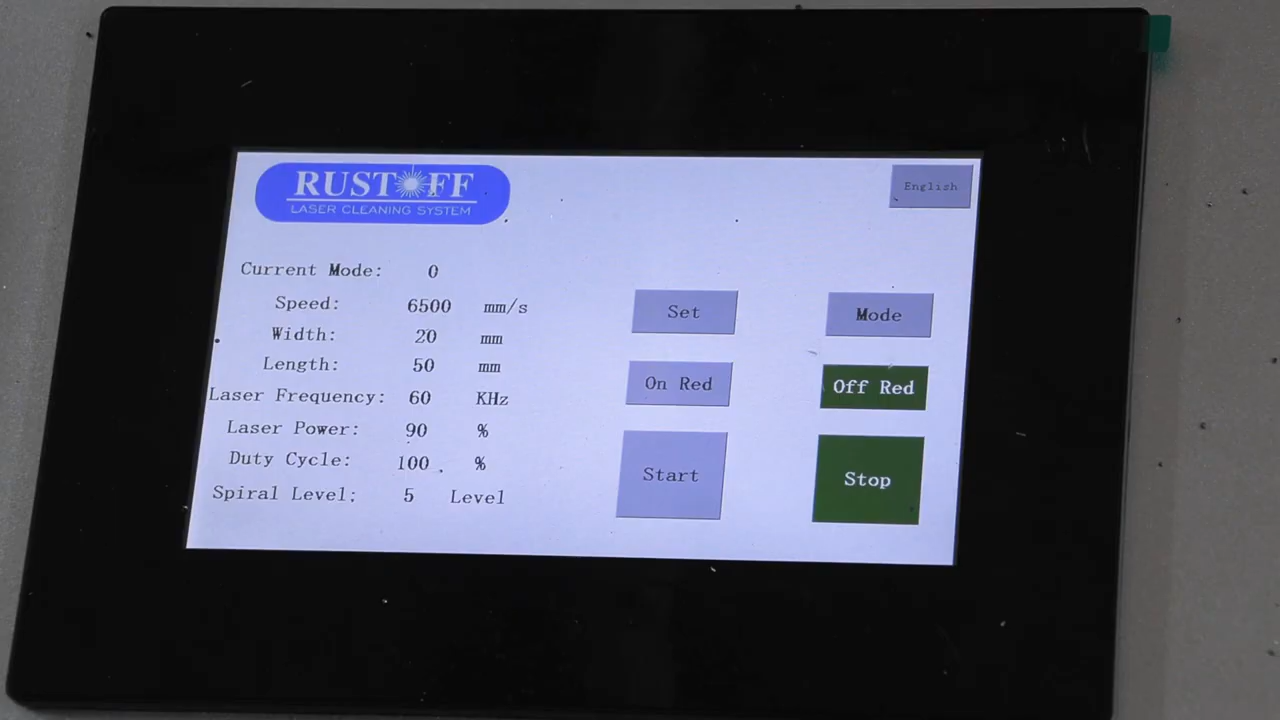 RUSTOFF
LASER CLEANING SYSTEM
English
Current Mode: 0
Speed: 6500 mm/s
Width: 20 mm
Length: 50 mm
Laser Frequency: 60 KHz
Laser Power: 90 %
Duty Cycle: 100 %
Spiral Level: 5 Level
Set Mode
On Red Off Red
Start Stop